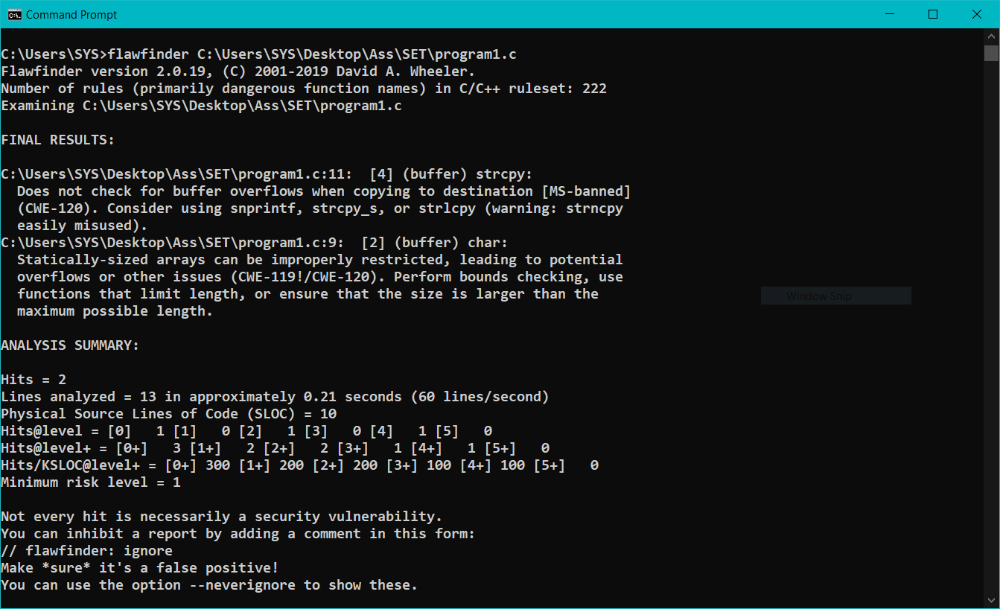 Command Prompt
C:\Users\SYS>flawfinder C:\Users\SYS\Desktop\Ass\SET\program1.c
Flawfinder version 2.0.19, (C) 2001-2019 David A. Wheeler.
Number of rules (primarily dangerous function names) in C/C++ ruleset: 222
Examining C:\Users\SYS\Desktop\Ass\SET\program1.c
FINAL RESULTS:
C:\Users\SYS\Desktop\Ass\SET\program1.c:11:  [4] (buffer) strcpy:
  Does not check for buffer overflows when copying to destination [MS-banned]
  (CWE-120). Consider using snprintf, strcpy_s, or strlcpy (warning: strncpy
  easily misused).
C:\Users\SYS\Desktop\Ass\SET\program1.c:9:  [2] (buffer) char:
  Statically-sized arrays can be improperly restricted, leading to potential
  overflows or other issues (CWE-119!/CWE-120). Perform bounds checking, use
  functions that limit length, or ensure that the size is larger than the
  maximum possible length.
Window Snip
ANALYSIS SUMMARY:
Hits = 2
Lines analyzed = 13 in approximately 0.21 seconds (60 lines/second)
Physical Source Lines of Code (SLOC) = 10
Hits@level = [0]   1 [1]   0 [2]   1 [3]   0 [4]   1 [5]   0
Hits@level+ = [0+]   3 [1+]   2 [2+]   2 [3+]   1 [4+]   1 [5+]   0
Hits/KSLOC@level+ = [0+] 300 [1+] 200 [2+] 200 [3+] 100 [4+] 100 [5+]   0
Minimum risk level = 1
Not every hit is necessarily a security vulnerability.
You can inhibit a report by adding a comment in this form:
// flawfinder: ignore
Make *sure* it's a false positive!
You can use the option --neverignore to show these.